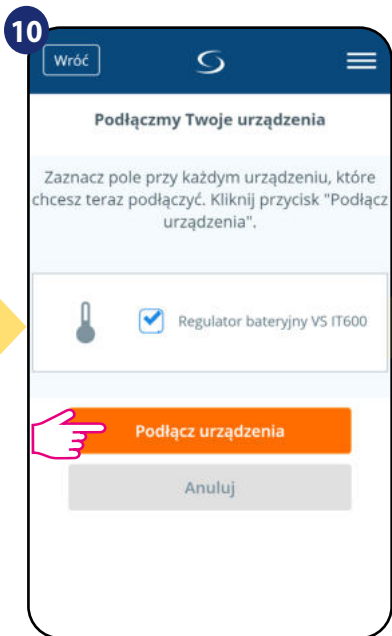 10
Wróć
Podłączmy Twoje urządzenia
Zaznacz pole przy każdym urządzeniu, które
chcesz teraz podłączyć. Kliknij przycisk "Podłącz
urządzenia".
Regulator bateryjny VS IT600
Podłącz urządzenia
Anuluj